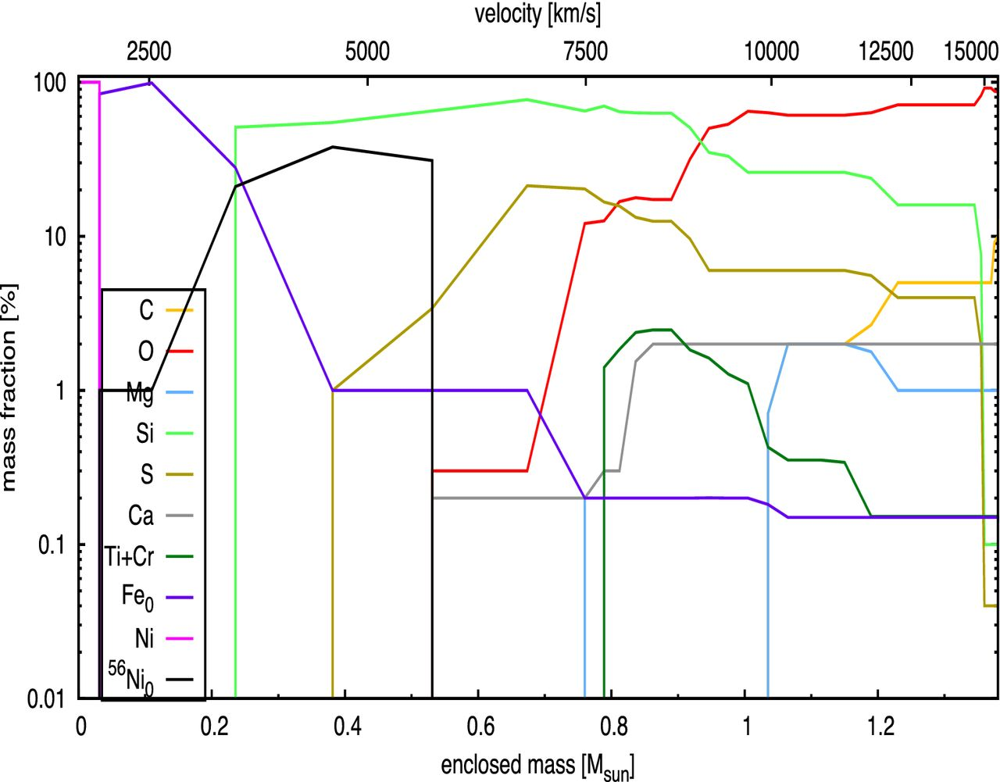 velocity [km/s]
2500 5000 7500 10000 12500 15000
mass fraction [%]
100
10
1
0.1
0.01
C
O
Mg
Si
S
Ca
Ti+Cr
Fe₀
Ni
⁵⁶Ni₀
0 0.2 0.4 0.6 0.8 1 1.2
enclosed mass [Mₛᵤₙ]